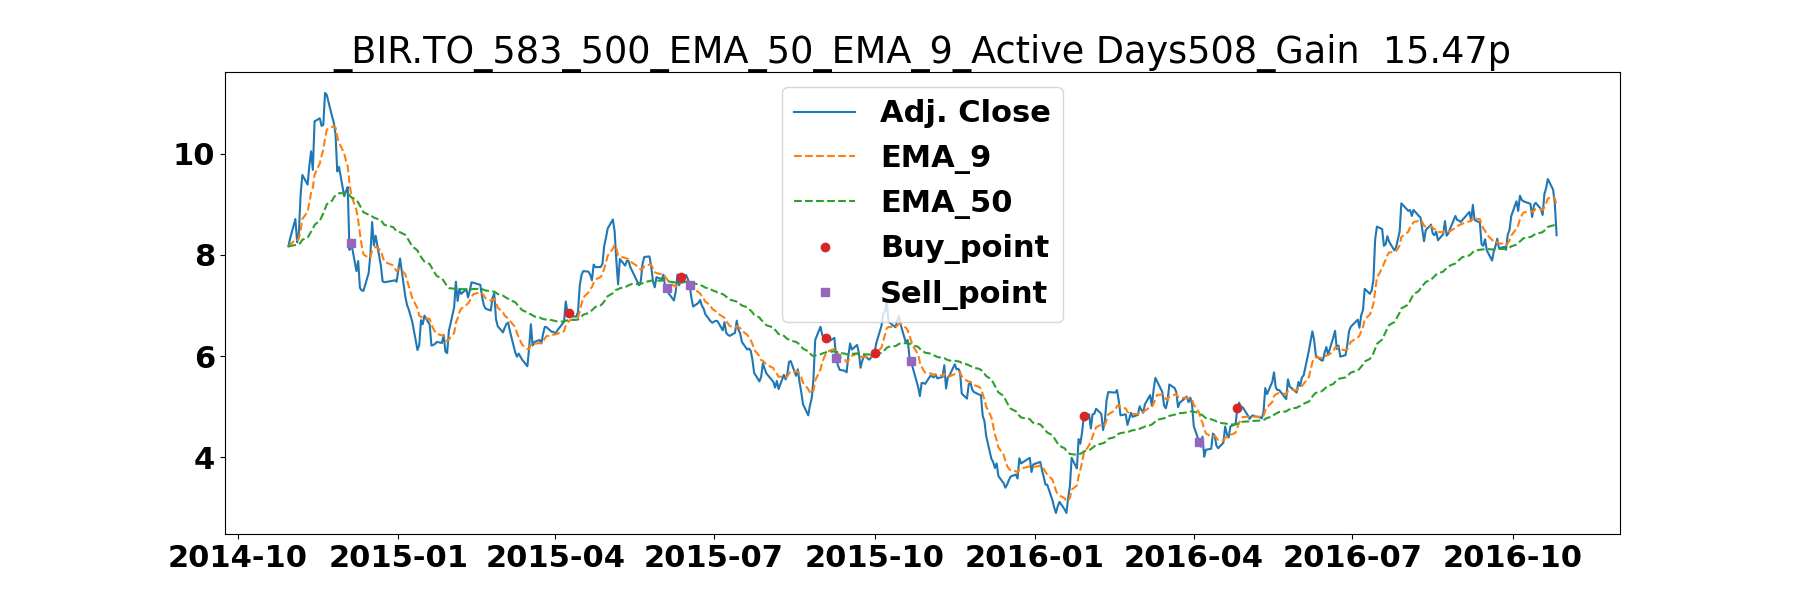 _BIR.TO_583_500_EMA_50_EMA_9_Active Days508_Gain  15.47p
Adj. Close
EMA_9
EMA_50
Buy_point
Sell_point
10
8
6
4
2014-10 2015-01 2015-04 2015-07 2015-10 2016-01 2016-04 2016-07 2016-10